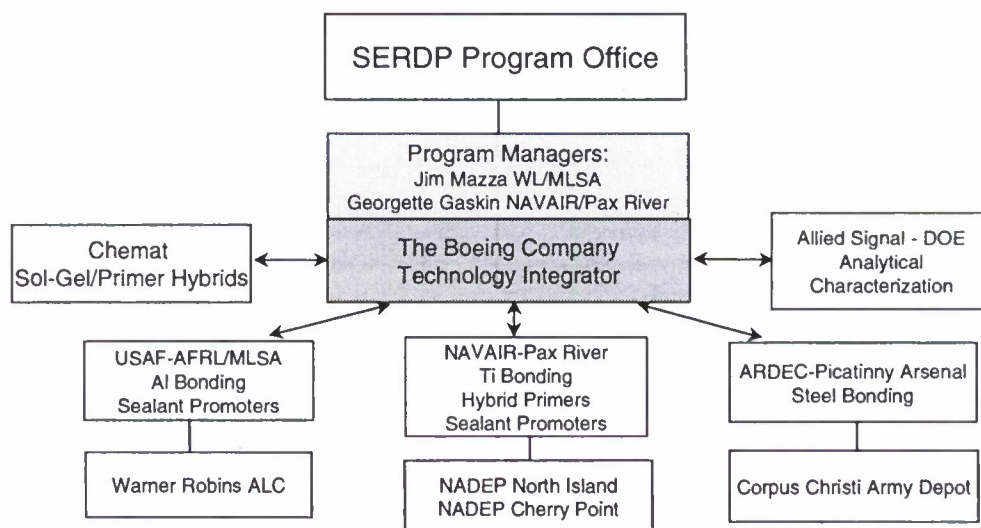 SERDP Program Office
Program Managers:
Jim Mazza WL/MLSA
Georgette Gaskin NAVAIR/Pax River
Chemat
Sol-Gel/Primer Hybrids
The Boeing Company
Technology Integrator
Allied Signal - DOE
Analytical
Characterization
USAF-AFRL/MLSA
Al Bonding
Sealant Promoters
NAVAIR-Pax River
Ti Bonding
Hybrid Primers
Sealant Promoters
ARDEC-Picatinny Arsenal
Steel Bonding
Warner Robins ALC
NADEP North Island
NADEP Cherry Point
Corpus Christi Army Depot